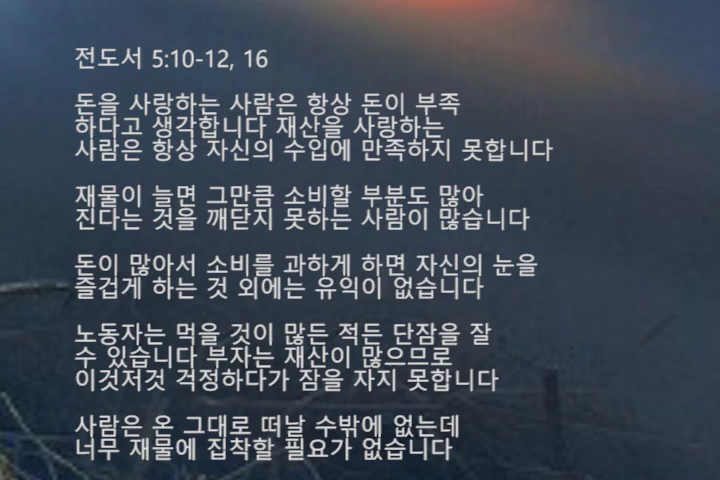 전도서 5:10-12, 16
돈을 사랑하는 사람은 항상 돈이 부족
하다고 생각합니다 재산을 사랑하는
사람은 항상 자신의 수입에 만족하지 못합니다
재물이 늘면 그만큼 소비할 부분도 많아
진다는 것을 깨닫지 못하는 사람이 많습니다
돈이 많아서 소비를 과하게 하면 자신의 눈을
즐겁게 하는 것 외에는 유익이 없습니다
노동자는 먹을 것이 많든 적든 단잠을 잘
수 있습니다 부자는 재산이 많으므로
이것저것 걱정하다가 잠을 자지 못합니다
사람은 온 그대로 떠날 수밖에 없는데
너무 재물에 집착할 필요가 없습니다